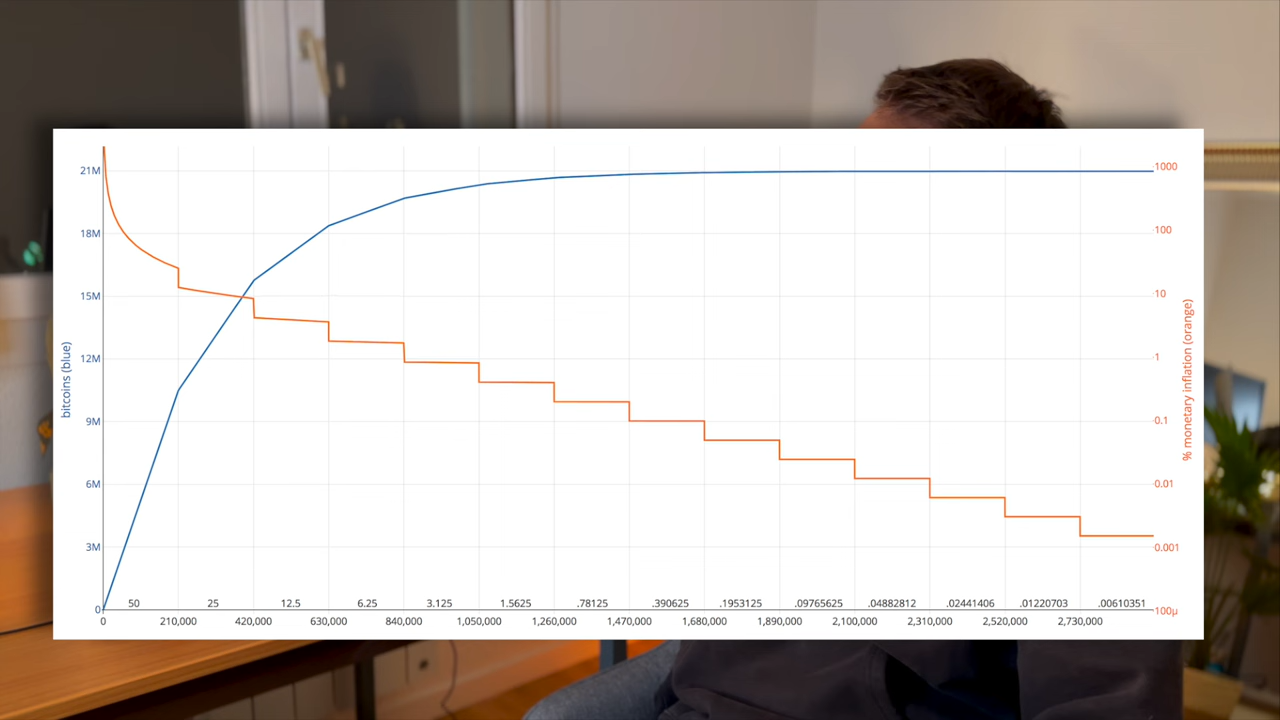 21M
18M
15M
12M
9M
6M
3M
0
bitcoins (blue)
1000
100
10
1
0.1
0.01
0.001
100µ
% monetary inflation (orange)
50 25 12.5 6.25 3.125 1.5625 .78125 .390625 .1953125 .09765625 .04882812 .02441406 .01220703 .00610351
0 210,000 420,000 630,000 840,000 1,050,000 1,260,000 1,470,000 1,680,000 1,890,000 2,100,000 2,310,000 2,520,000 2,730,000